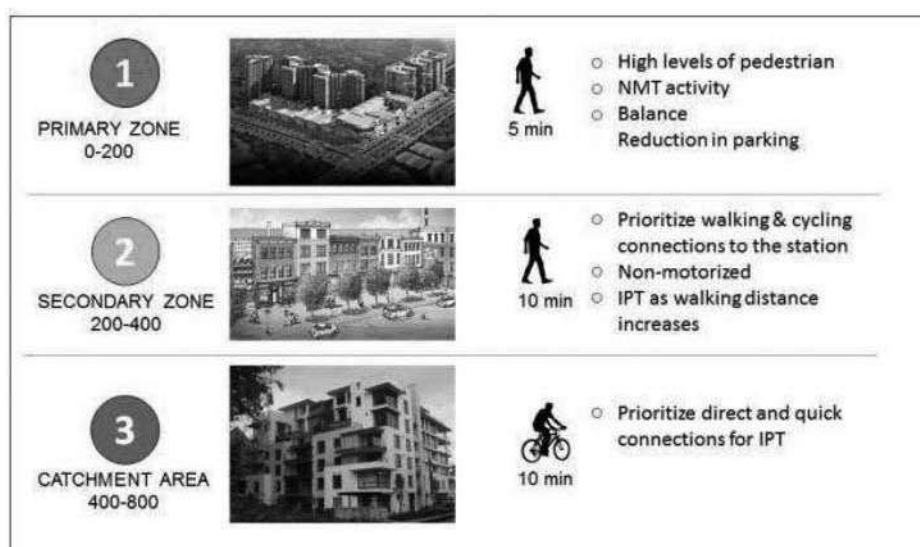 1
PRIMARY ZONE
0-200
5 min
○ High levels of pedestrian
○ NMT activity
○ Balance
Reduction in parking
2
SECONDARY ZONE
200-400
10 min
○ Prioritize walking & cycling
connections to the station
○ Non-motorized
○ IPT as walking distance
increases
3
CATCHMENT AREA
400-800
10 min
○ Prioritize direct and quick
connections for IPT